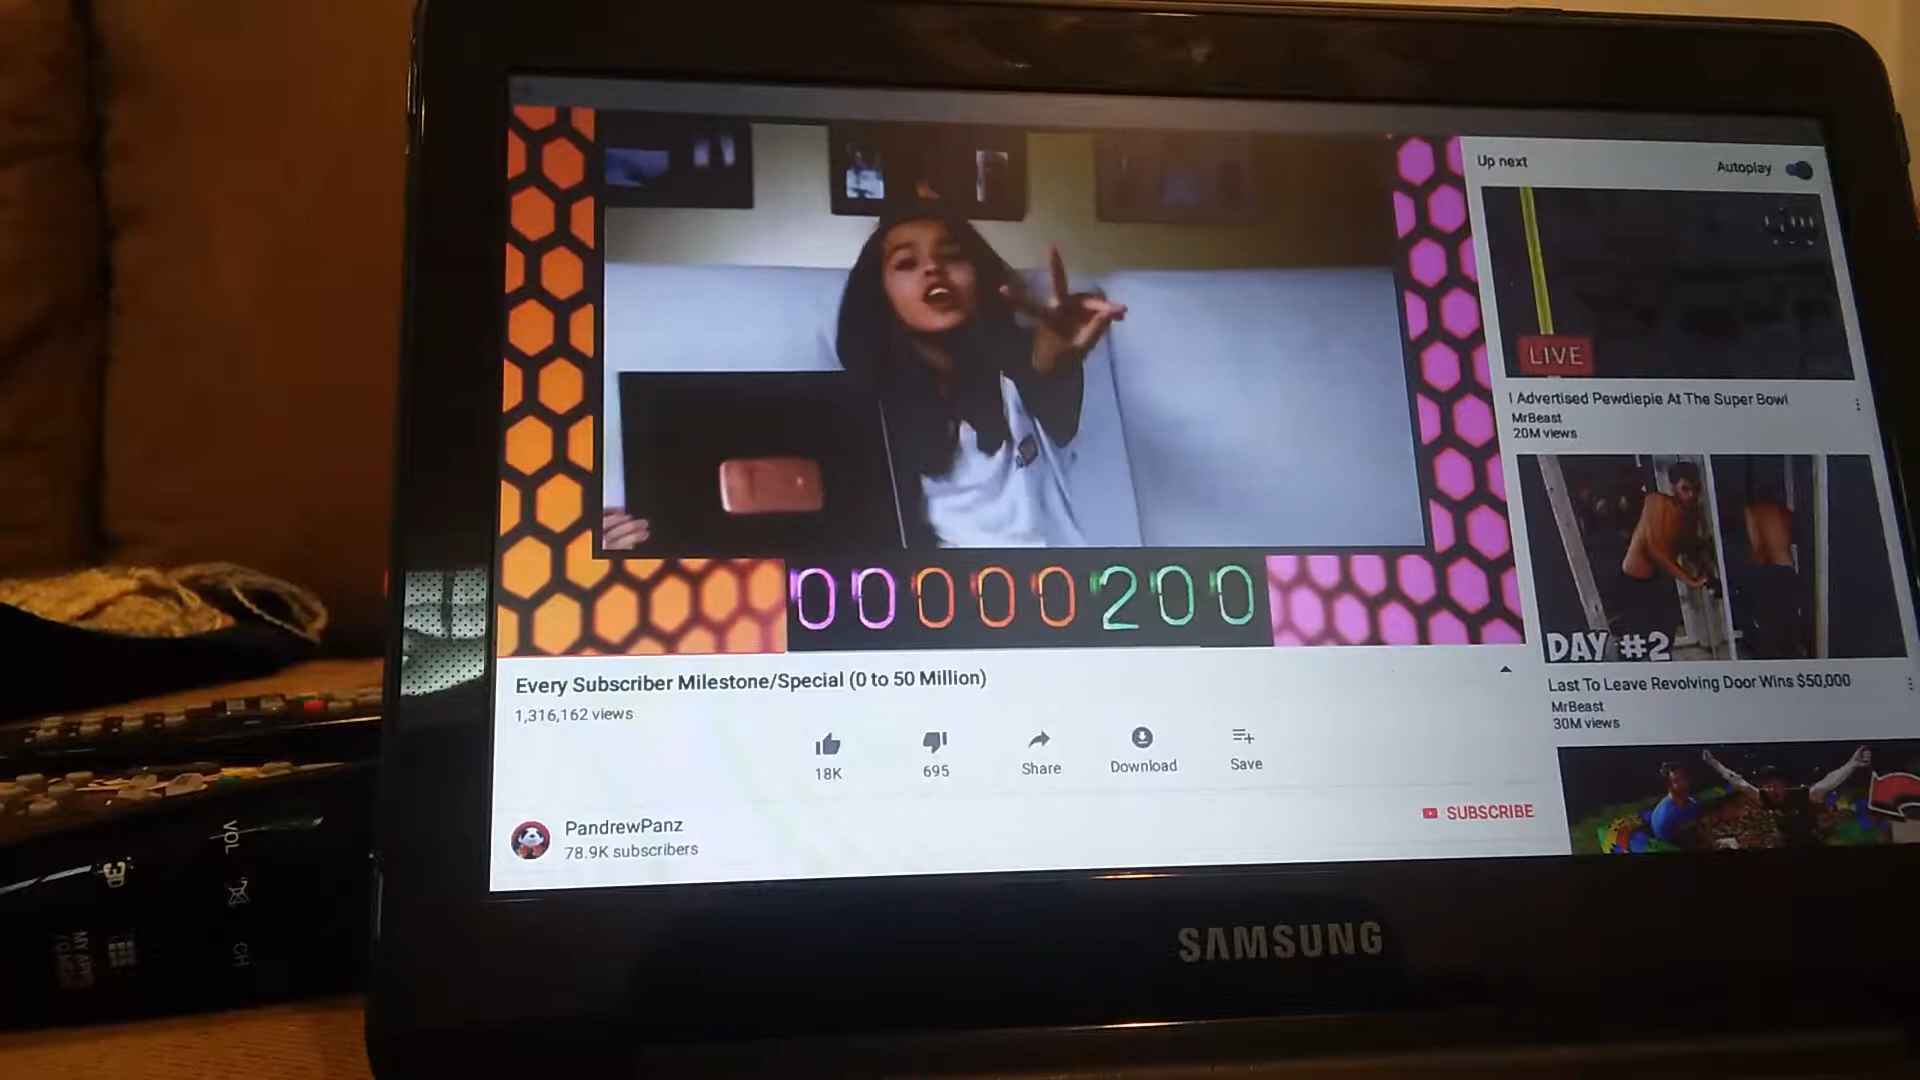 Up next
Autoplay
LIVE
I Advertised Pewdiepie At The Super Bowl
MrBeast
20M views
DAY #2
Last To Leave Revolving Door Wins $50,000
MrBeast
30M views
00000200
Every Subscriber Milestone/Special (0 to 50 Million)
1,316,162 views
18K
695
Share
Download
Save
PandrewPanz
78.9K subscribers
SUBSCRIBE
SAMSUNG
VOL
3D
CH
MY APPS